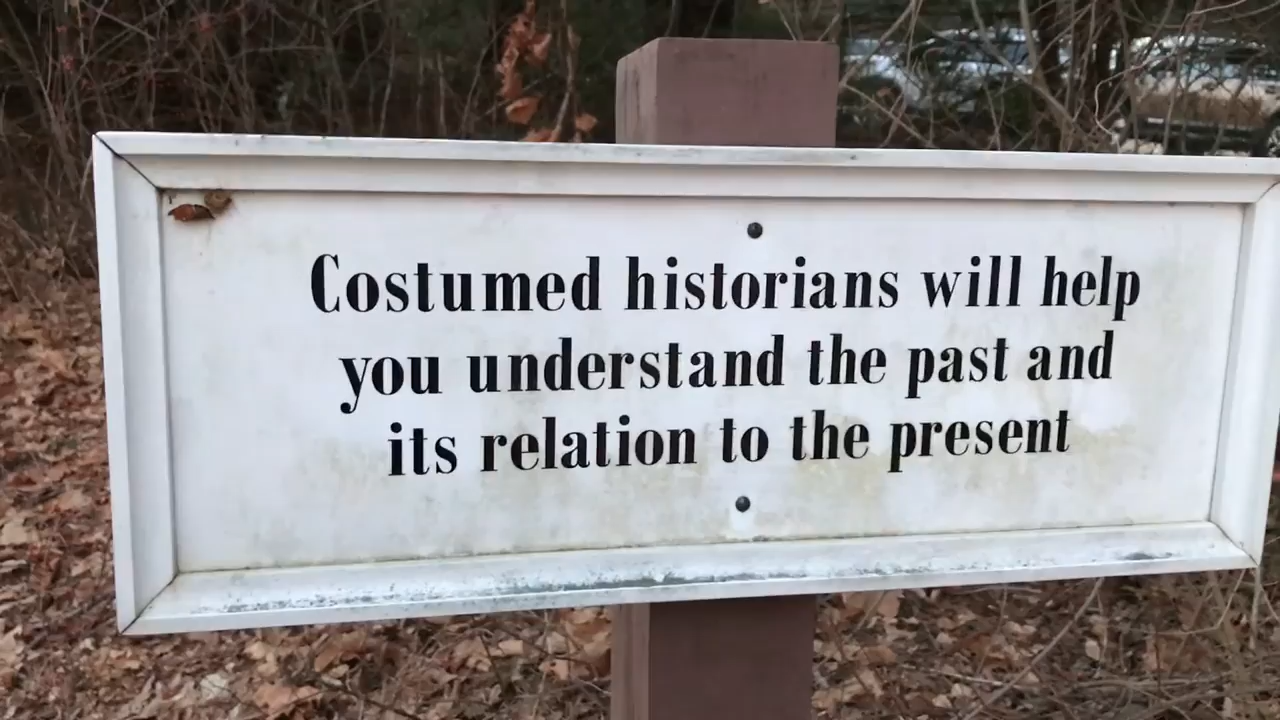 Costumed historians will help
you understand the past and
its relation to the present